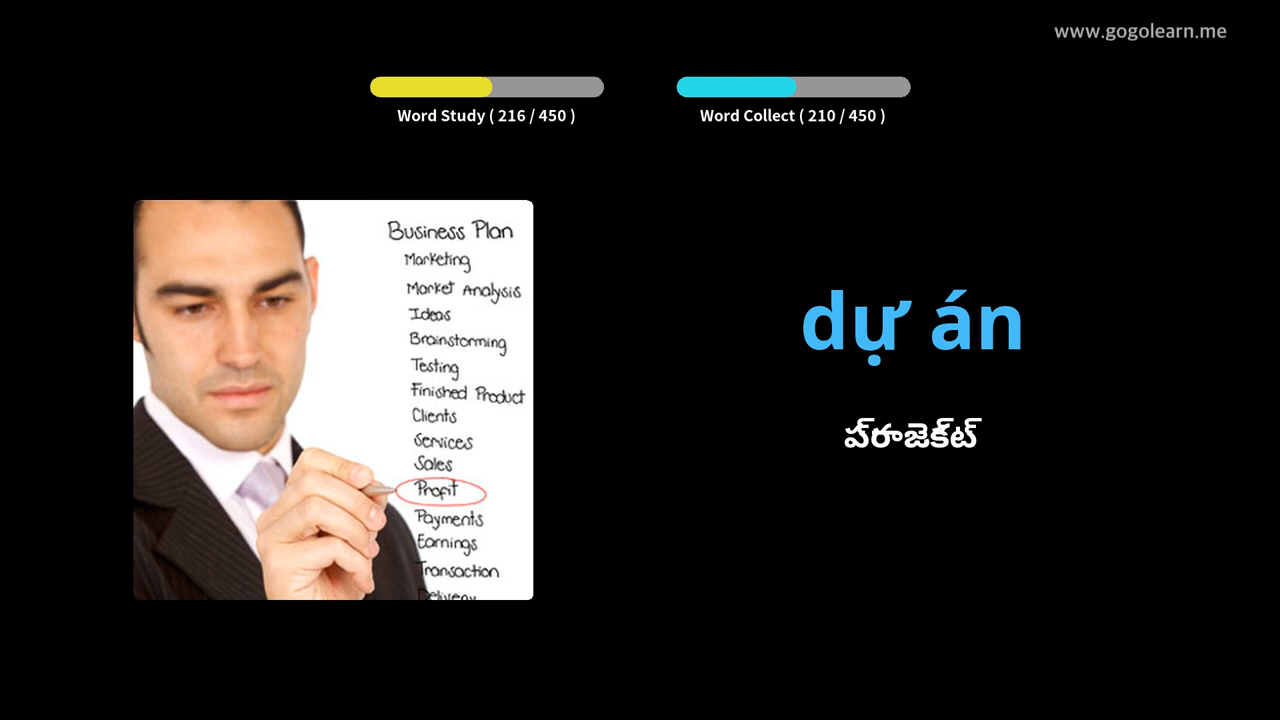 www.gogolearn.me
Word Study ( 216 / 450 )
Word Collect ( 210 / 450 )
Business Plan
Marketing
Market Analysis
Ideas
Brainstorming
Testing
Finished Product
Clients
Services
Sales
Profit
Payments
Earnings
Transaction
Delivery
dự án
ప్రాజెక్ట్